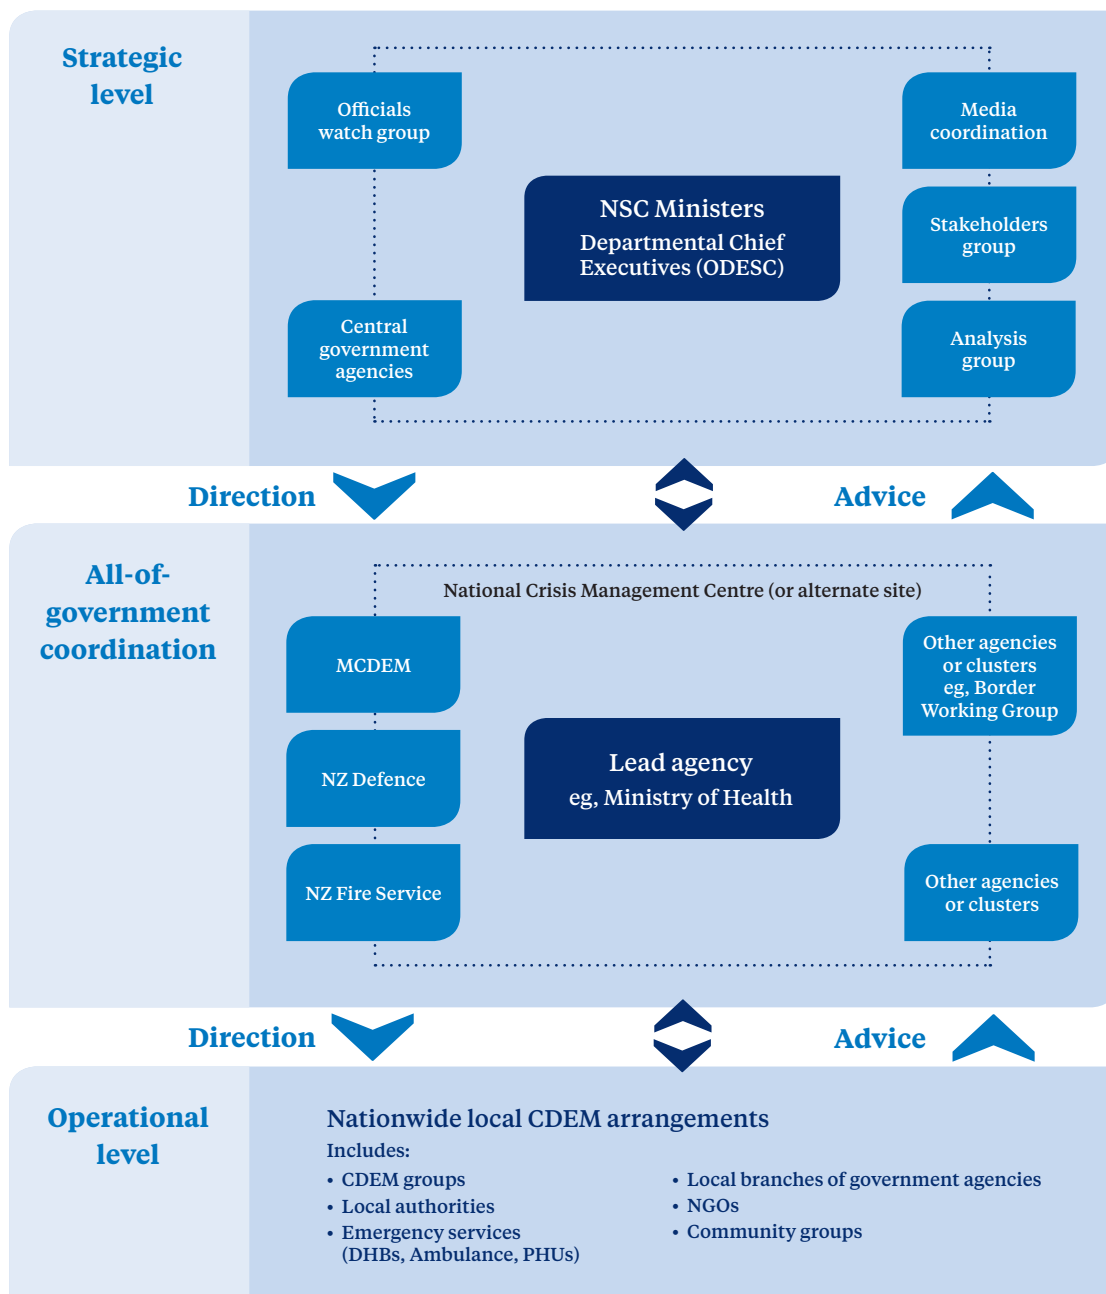 Strategic
level
Officials
watch group
Central
government
agencies
NSC Ministers
Departmental Chief
Executives (ODESC)
Media
coordination
Stakeholders
group
Analysis
group
Direction
Advice
All-of-
government
coordination
National Crisis Management Centre (or alternate site)
MCDEM
NZ Defence
NZ Fire Service
Lead agency
eg, Ministry of Health
Other agencies
or clusters
eg, Border
Working Group
Other agencies
or clusters
Direction
Advice
Operational
level
Nationwide local CDEM arrangements
Includes:
• CDEM groups
• Local authorities
• Emergency services
(DHBs, Ambulance, PHUs)
• Local branches of government agencies
• NGOs
• Community groups